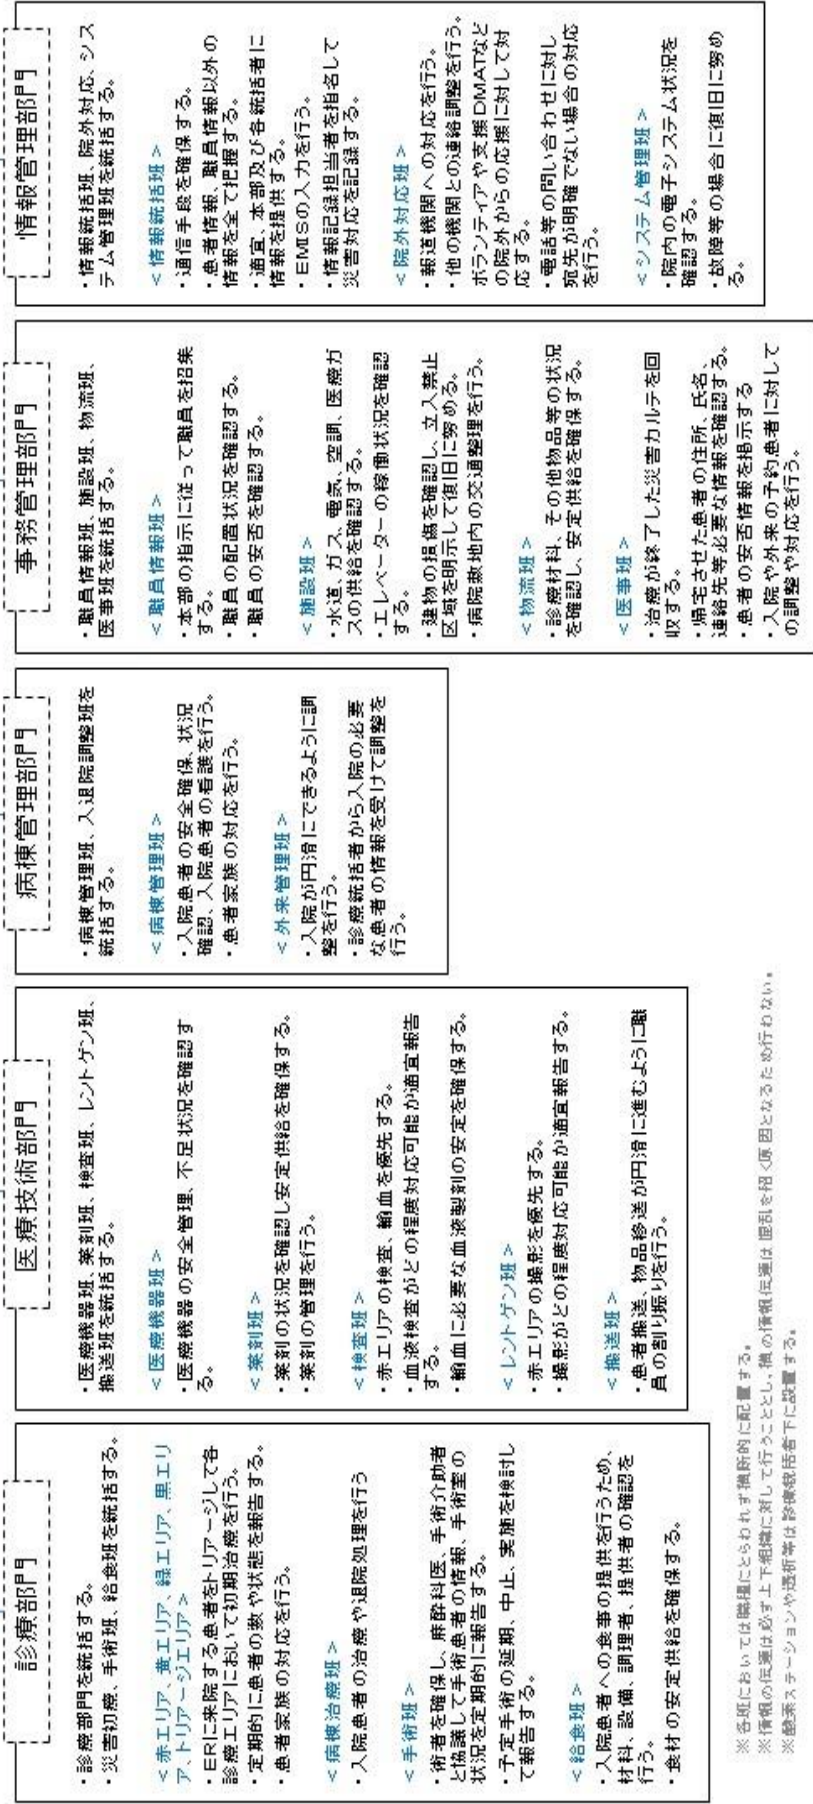 診療部門
・診療部門を統括する。
・災害初療、手術班、給食班を統括する。
＜赤エリア、黄エリア、緑エリア、黒エリ
ア、トリアージエリア＞
・ERに来院する患者をトリアージして各
診療エリアにおいて初期治療を行う。
・定期的に患者の数や状態を報告する。
・患者家族の対応を行う。
＜病棟治療班＞
・入院患者の治療や退院処理を行う
＜手術班＞
・術者を確保し、麻酔科医、手術介助者
と協議して手術患者の情報、手術室の
状況を定期的に報告する。
・予定手術の延期、中止、実施を検討し
て報告する。
＜給食班＞
・入院患者への食事の提供を行うため、
材料、設備、調理者、提供者の確認を
行う。
・食材の安定供給を確保する。
医療技術部門
・医療機器班、薬剤班、検査班、レントゲン班、
搬送班を統括する。
＜医療機器班＞
・医療機器の安全管理、不足状況を確認す
る。
＜薬剤班＞
・薬剤の状況を確認し安定供給を確保する。
・薬剤の管理を行う。
＜検査班＞
・赤エリアの検査、輸血を優先する。
・血液検査がどの程度対応可能か適宜報告
する。
・輸血に必要な血液製剤の安定を確保する。
＜レントゲン班＞
・赤エリアの撮影を優先する。
・撮影がどの程度対応可能か適宜報告する。
＜搬送班＞
・患者搬送、物品移送が円滑に進むように職
員の割り振りを行う。
病棟管理部門
・病棟管理班、入退院調整班を
統括する。
＜病棟管理班＞
・入院患者の安全確保、状況
確認、入院患者の看護を行う。
・患者家族の対応を行う。
＜外来管理班＞
・入院が円滑にできるように調
整を行う。
・診療統括者から入院の必要
な患者の情報を受けて調整を
行う。
事務管理部門
・職員情報班、施設班、物流班、
医事班を統括する。
＜職員情報班＞
・本部の指示に従って職員を招集
する。
・職員の配置状況を確認する。
・職員の安否を確認する。
＜施設班＞
・水道、ガス、電気、空調、医療ガ
スの供給を確認する。
・エレベーターの稼働状況を確認
する。
・建物の損傷を確認し、立入禁止
区域を明示して復旧に努める。
・病院敷地内の交通整理を行う。
＜物流班＞
・診療材料、その他物品等の状況
を確認し、安定供給を確保する。
＜医事班＞
・治療が終了した災害カルテを回
収する。
・帰宅させた患者の住所、氏名、
連絡先等必要な情報を確認する。
・患者の安否情報を掲示する
・入院や外来の予約患者に対して
の調整や対応を行う。
情報管理部門
・情報統括班、院外対応、シス
テム管理班を統括する。
＜情報統括班＞
・通信手段を確保する。
・患者情報、職員情報以外の
情報を全て把握する。
・適宜、本部及び各統括者に
情報を提供する。
・EMISの入力を行う。
・情報記録担当者を指名して
災害対応を記録する。
＜院外対応班＞
・報道機関への対応を行う。
・他の機関との連絡調整を行う。
ボランティアや支援DMATなど
の院外からの応援に対して対
応する。
・電話等の問い合わせに対し
宛先が明確でない場合の対応
を行う。
＜システム管理班＞
・院内の電子システム状況を
確認する。
・故障等の場合に復旧に努め
る。
※各班においては職種にとらわれず横断的に配置する。
※情報の伝達は必ず上下組織に対して行うこととし、横の情報伝達は混乱を招く原因となるため行わない。
※酸素ステーションや透析等は診療統括者下に設置する。